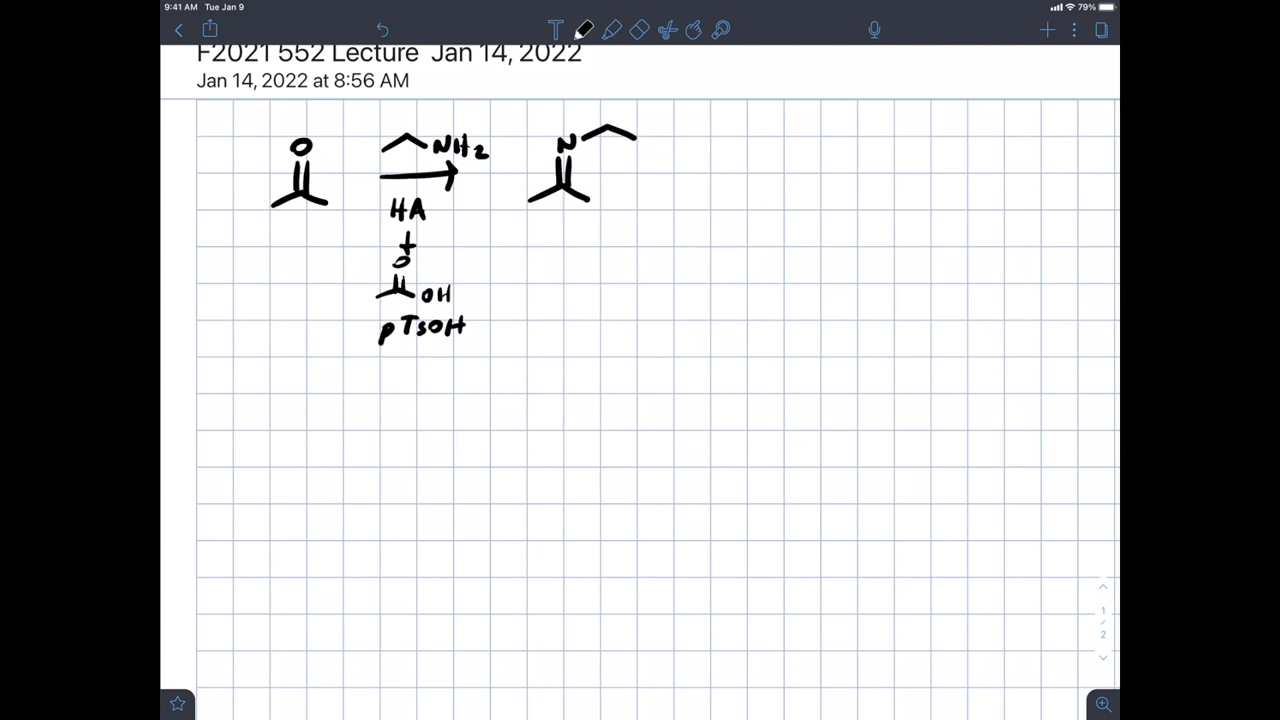 9:41 AM Tue Jan 9
79%
F2021 552 Lecture Jan 14, 2022
Jan 14, 2022 at 8:56 AM
O
NH2
N
HA
+
O
OH
pTsOH
1
/
2